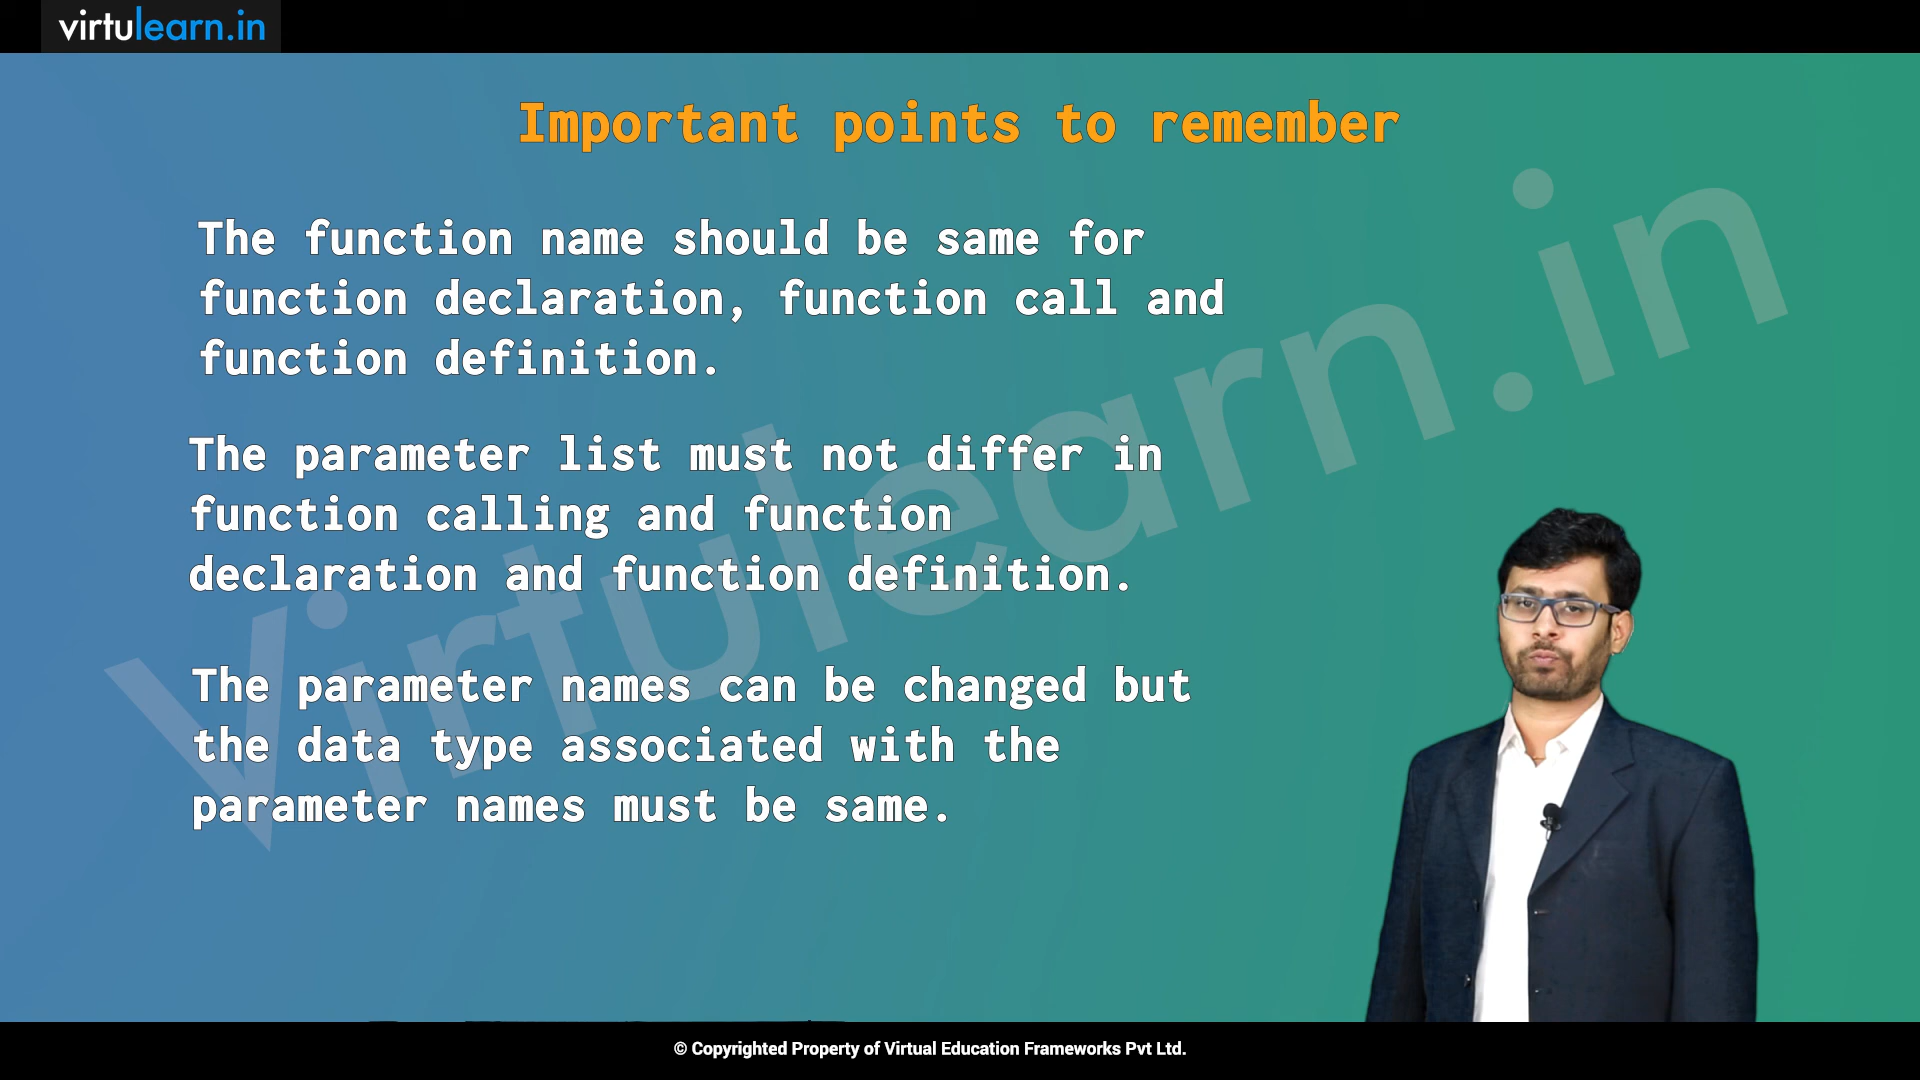 virtulearn.in
Important points to remember
The function name should be same for
function declaration, function call and
function definition.
The parameter list must not differ in
function calling and function
declaration and function definition.
The parameter names can be changed but
the data type associated with the
parameter names must be same.
Virtulearn.in
© Copyrighted Property of Virtual Education Frameworks Pvt Ltd.